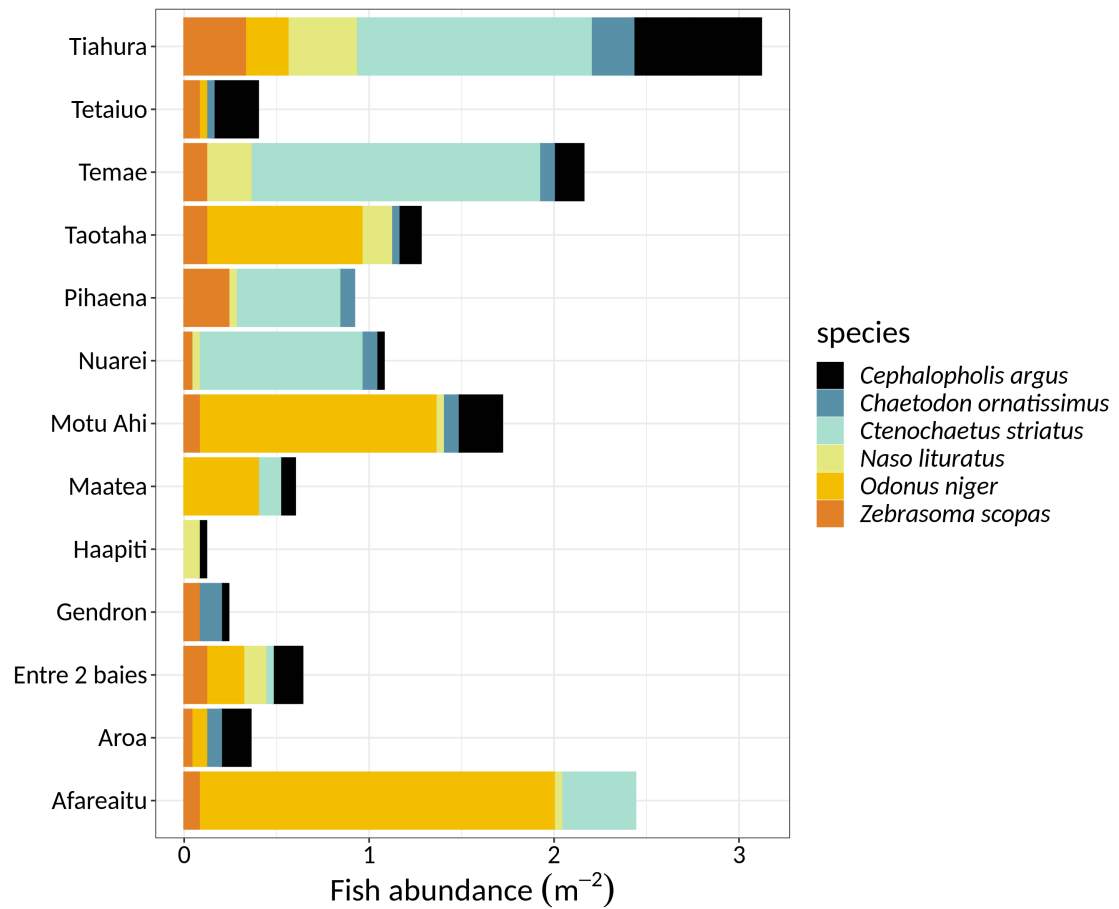 Tiahura
Tetaiuo
Temae
Taotaha
Pihaena
Nuarei
Motu Ahi
Maatea
Haapiti
Gendron
Entre 2 baies
Aroa
Afareaitu
0 1 2 3
Fish abundance (m⁻²)
species
Cephalopholis argus
Chaetodon ornatissimus
Ctenochaetus striatus
Naso lituratus
Odonus niger
Zebrasoma scopas